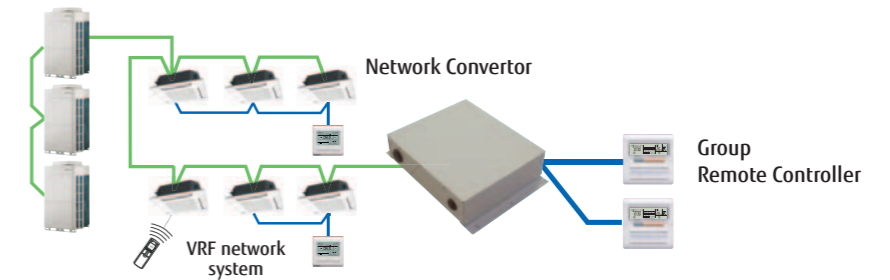 Network Convertor
Group
Remote Controller
VRF network
system